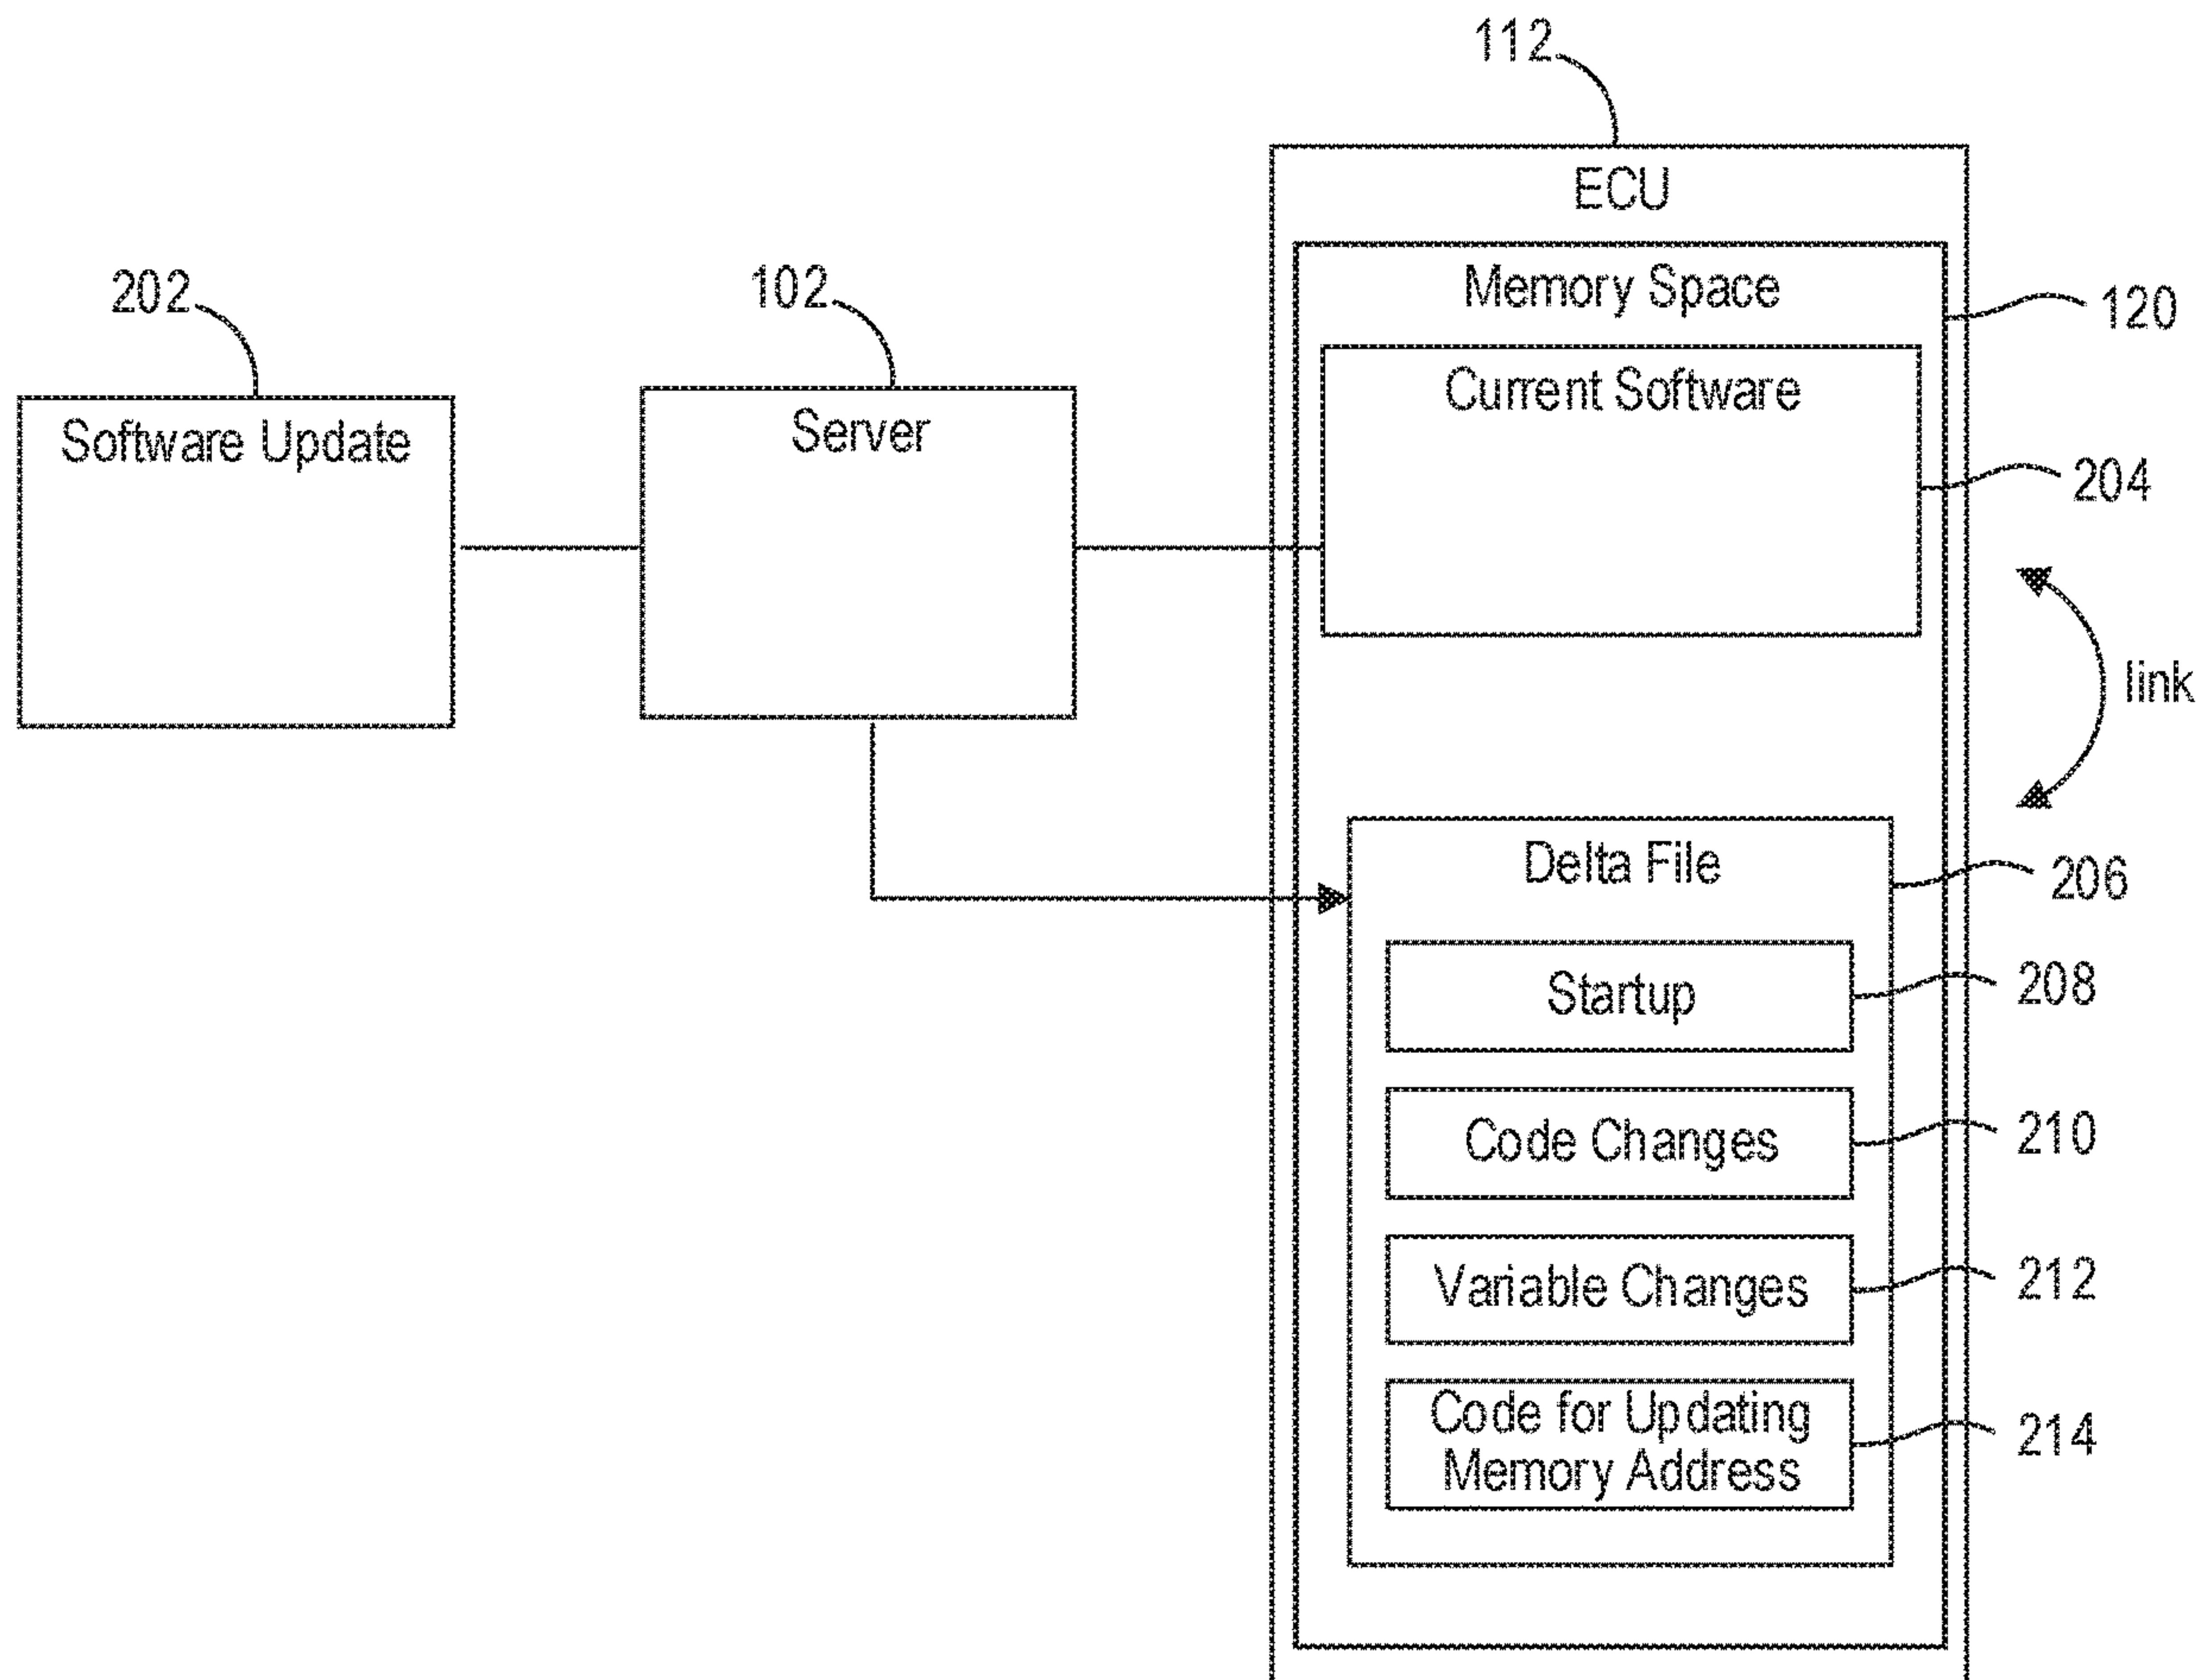 112
ECU
Memory Space
120
202
102
Current Software
Software Update
Server
204
link
Delta File
206
Startup
208
Code Changes
210
Variable Changes
212
Code for Updating
Memory Address
214